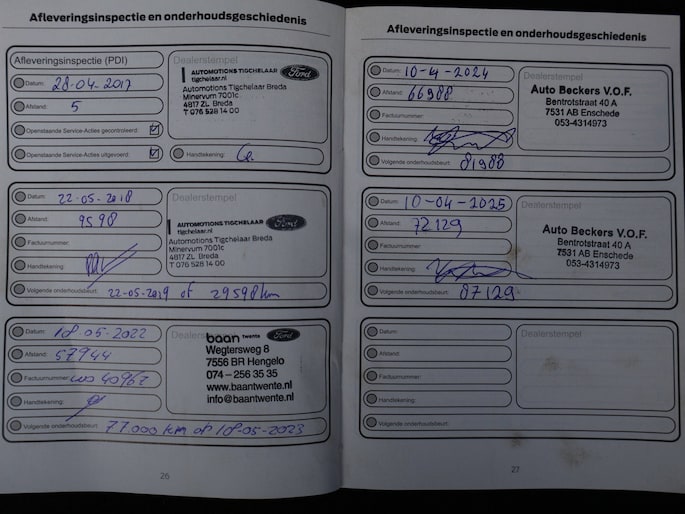 Afleveringsinspectie en onderhoudsgeschiedenis
Afleveringsinspectie (PDI)
Datum: 28-04-2017
Afstand: 5
Openstaande Service-Acties gecontroleerd:
Openstaande Service-Acties uitgevoerd:
Dealerstempel
AUTOMOTIONS TIGCHELAAR
tigchelaar.nl
Ford
Automotions Tigchelaar Breda
Minervum 7001c
4817 ZL Breda
T 076 528 14 00
Handtekening:
Datum: 22-05-2018
Afstand: 9598
Factuurnummer:
Handtekening:
Volgende onderhoudsbeurt: 22-05-2019 of 29598km
Dealerstempel
AUTOMOTIONS TIGCHELAAR
tigchelaar.nl
Ford
Automotions Tigchelaar Breda
Minervum 7001c
4817 ZL Breda
T 076 528 14 00
Datum: 18-05-2022
Afstand: 57944
Factuurnummer: wo 40967
Handtekening:
Volgende onderhoudsbeurt: 77.000 km of 18-05-2023
Dealerstempel
baan twente
Ford
Wegtersweg 8
7556 BR Hengelo
074 – 256 35 35
www.baantwente.nl
info@baantwente.nl
26
Afleveringsinspectie en onderhoudsgeschiedenis
Datum: 10-4-2024
Afstand: 66988
Factuurnummer:
Handtekening:
Volgende onderhoudsbeurt: 81988
Dealerstempel
Auto Beckers V.O.F.
Bentrotstraat 40 A
7531 AB Enschede
053-4314973
Datum: 10-04-2025
Afstand: 72129
Factuurnummer:
Handtekening:
Volgende onderhoudsbeurt: 87129
Dealerstempel
Auto Beckers V.O.F.
Bentrotstraat 40 A
7531 AB Enschede
053-4314973
Datum:
Afstand:
Factuurnummer:
Handtekening:
Volgende onderhoudsbeurt:
Dealerstempel
27